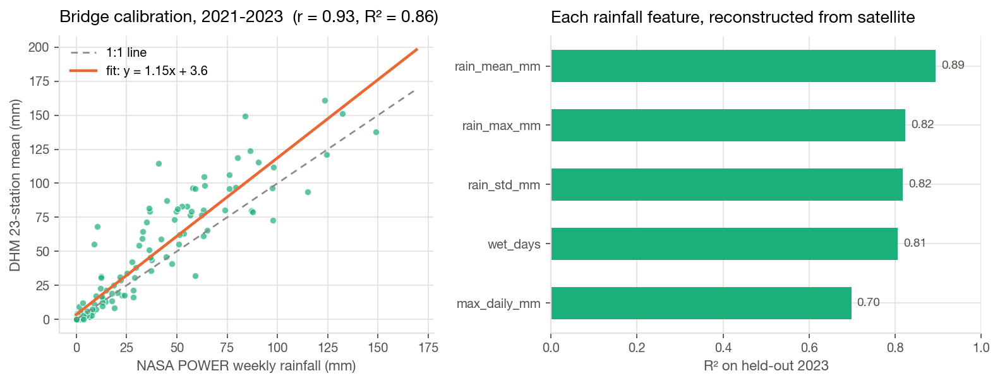 Bridge calibration, 2021-2023 (r = 0.93, R² = 0.86)
1:1 line
fit: y = 1.15x + 3.6
DHM 23-station mean (mm)
200
175
150
125
100
75
50
25
0
0 25 50 75 100 125 150 175
NASA POWER weekly rainfall (mm)
Each rainfall feature, reconstructed from satellite
rain_mean_mm 0.89
rain_max_mm 0.82
rain_std_mm 0.82
wet_days 0.81
max_daily_mm 0.70
0.0 0.2 0.4 0.6 0.8 1.0
R² on held-out 2023